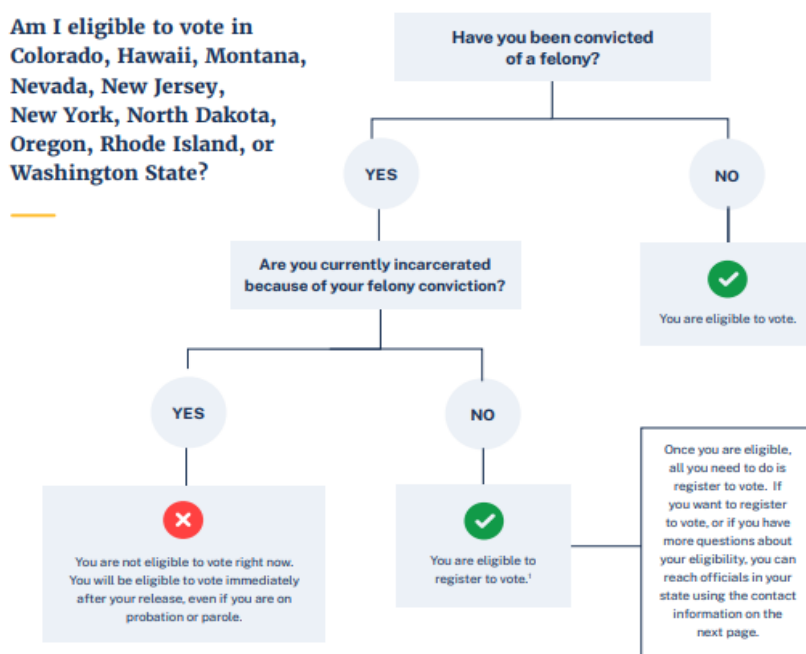 Am I eligible to vote in
Colorado, Hawaii, Montana,
Nevada, New Jersey,
New York, North Dakota,
Oregon, Rhode Island, or
Washington State?
Have you been convicted
of a felony?
YES
NO
Are you currently incarcerated
because of your felony conviction?
You are eligible to vote.
YES
NO
You are not eligible to vote right now.
You will be eligible to vote immediately
after your release, even if you are on
probation or parole.
You are eligible to
register to vote.¹
Once you are eligible,
all you need to do is
register to vote. If
you want to register
to vote, or if you have
more questions about
your eligibility, you can
reach officials in your
state using the contact
information on the
next page.